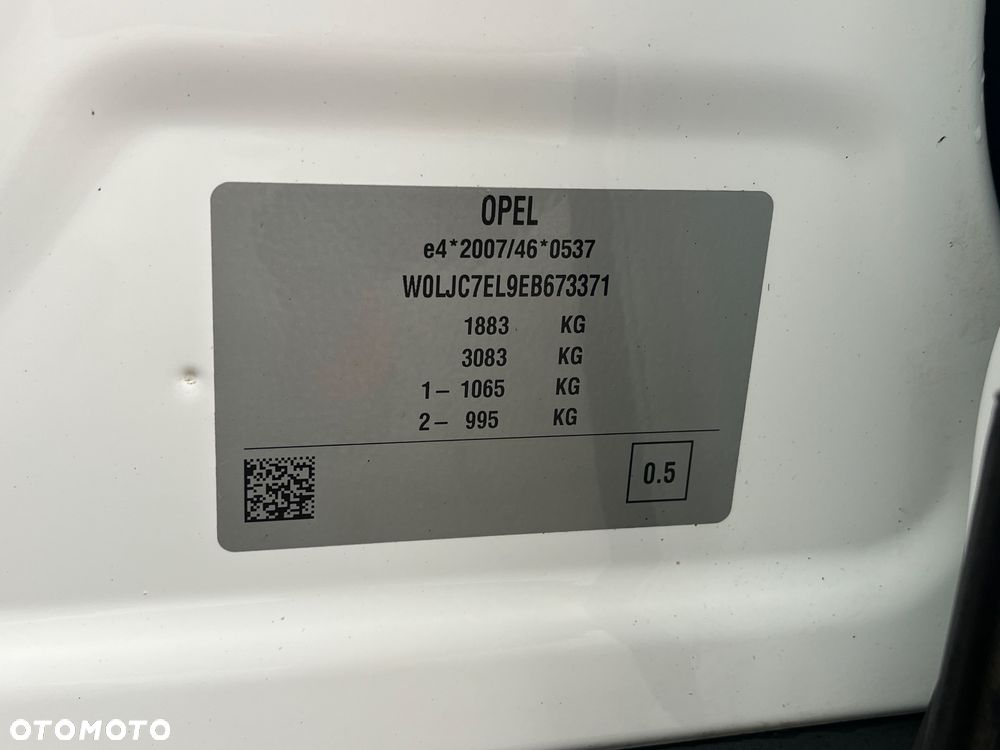 OPEL
e4*2007/46*0537
W0LJC7EL9EB673371
1883 KG
3083 KG
1– 1065 KG
2– 995 KG
0.5
OTOMOTO